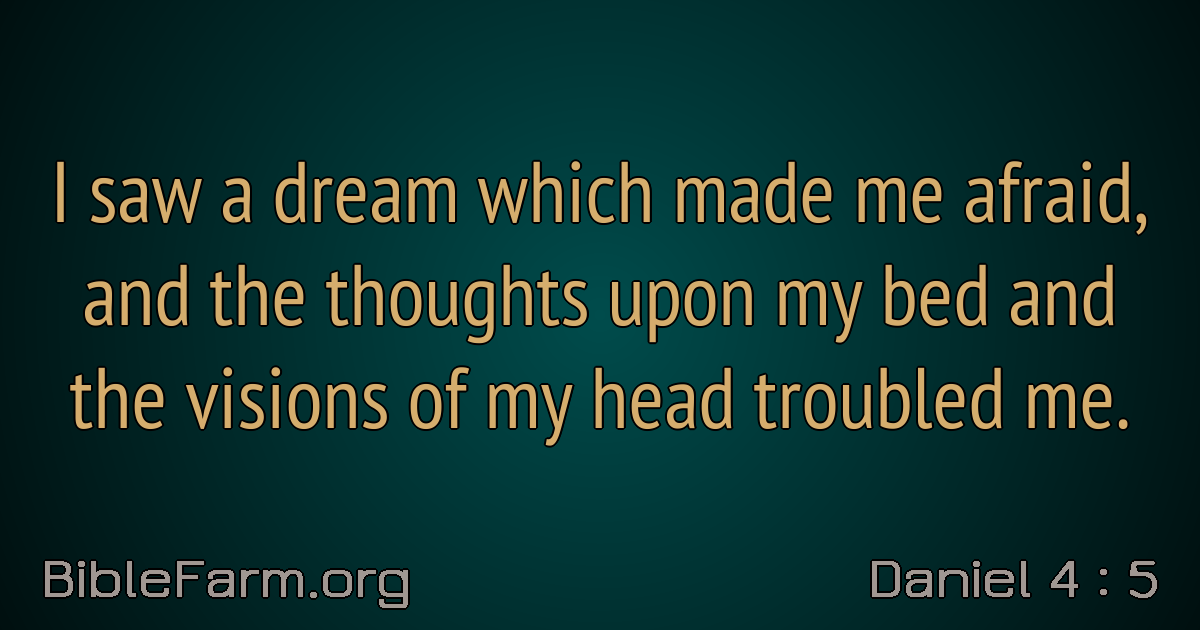 I saw a dream which made me afraid,
and the thoughts upon my bed and
the visions of my head troubled me.
BibleFarm.org
Daniel 4 : 5